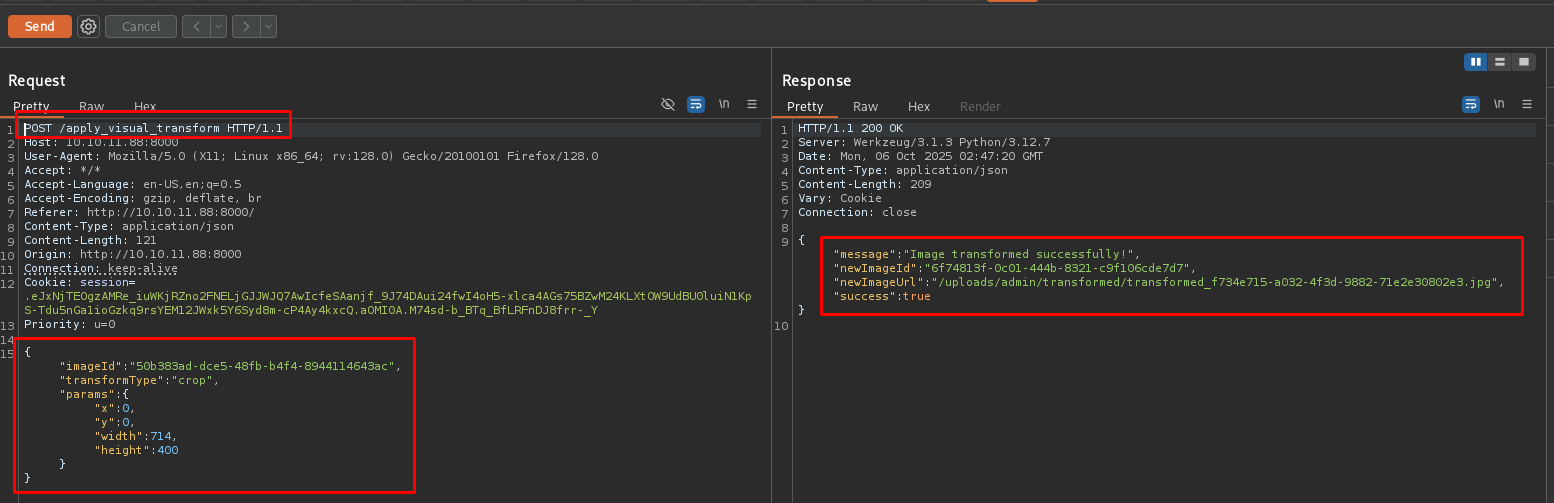 Send Cancel
Request
Pretty Raw Hex \n
1 POST /apply_visual_transform HTTP/1.1
2 Host: 10.10.11.88:8000
3 User-Agent: Mozilla/5.0 (X11; Linux x86_64; rv:128.0) Gecko/20100101 Firefox/128.0
4 Accept: */*
5 Accept-Language: en-US,en;q=0.5
6 Accept-Encoding: gzip, deflate, br
7 Referer: http://10.10.11.88:8000/
8 Content-Type: application/json
9 Content-Length: 121
10 Origin: http://10.10.11.88:8000
11 Connection: keep-alive
12 Cookie: session=
.eJxNjTEOgzAMRe_iuWKjRZno2FNELjGJJWJQ7AwIcfeSAanjf_9J74DAui24fwI4oH5-xlca4AGs75BZwM24KLXtOW9UdBU0luiN1Kp
S-Tdu5nGa1ioGzkq9rsYEM12JWxk5Y6Syd8m-cP4Ay4kxcQ.aOMIOA.M74sd-b_BTq_BfLRFnDJ8frr-_Y
13 Priority: u=0
14
15 {
"imageId":"50b383ad-dce5-48fb-b4f4-8944114643ac",
"transformType":"crop",
"params":{
"x":0,
"y":0,
"width":714,
"height":400
}
}
Response
Pretty Raw Hex Render \n
1 HTTP/1.1 200 OK
2 Server: Werkzeug/3.1.3 Python/3.12.7
3 Date: Mon, 06 Oct 2025 02:47:20 GMT
4 Content-Type: application/json
5 Content-Length: 209
6 Vary: Cookie
7 Connection: close
8
9 {
"message":"Image transformed successfully!",
"newImageId":"6f74813f-0c01-444b-8321-c9f106cde7d7",
"newImageUrl":"/uploads/admin/transformed/transformed_f734e715-a032-4f3d-9882-71e2e30802e3.jpg",
"success":true
}
10